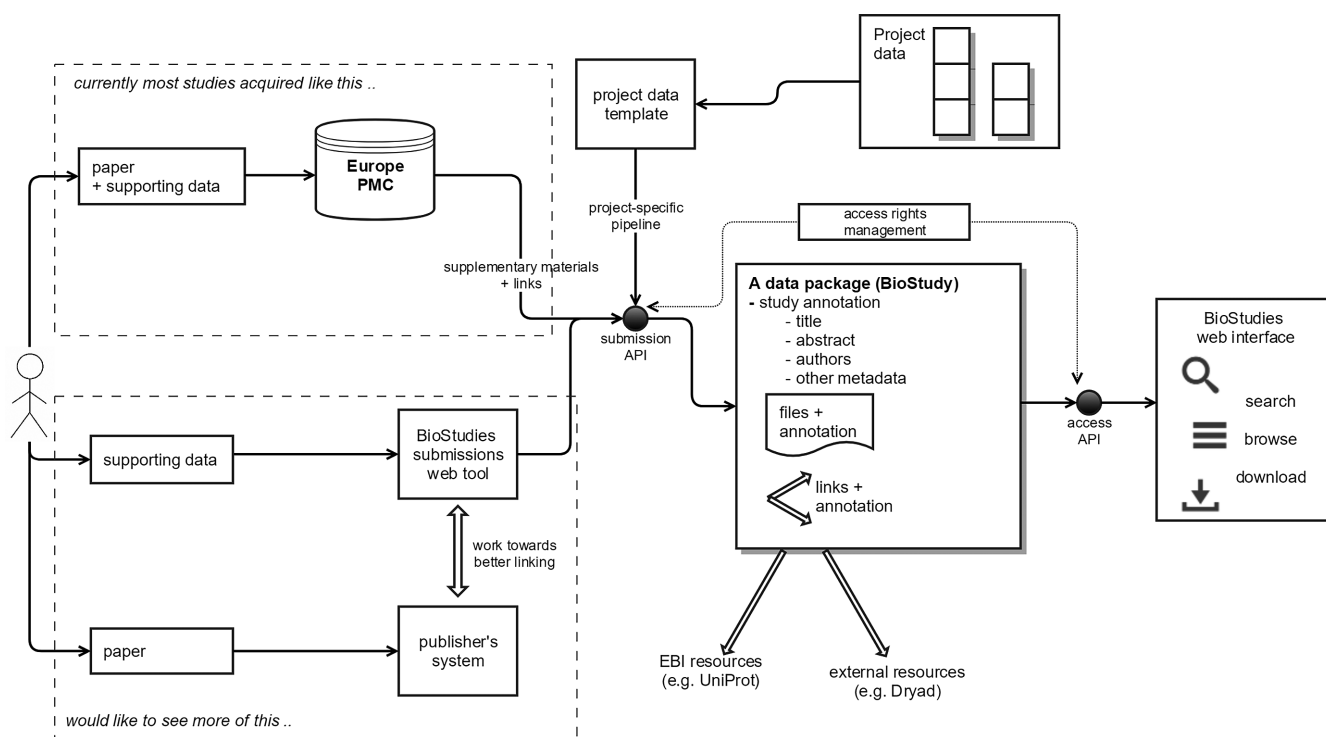 currently most studies acquired like this ..
paper
+ supporting data
Europe
PMC
supplementary materials
+ links
project data
template
Project
data
project-specific
pipeline
submission
API
access rights
management
A data package (BioStudy)
- study annotation
- title
- abstract
- authors
- other metadata
files +
annotation
links +
annotation
access
API
BioStudies
web interface
search
browse
download
supporting data
BioStudies
submissions
web tool
work towards
better linking
paper
publisher's
system
would like to see more of this ..
EBI resources
(e.g. UniProt)
external resources
(e.g. Dryad)